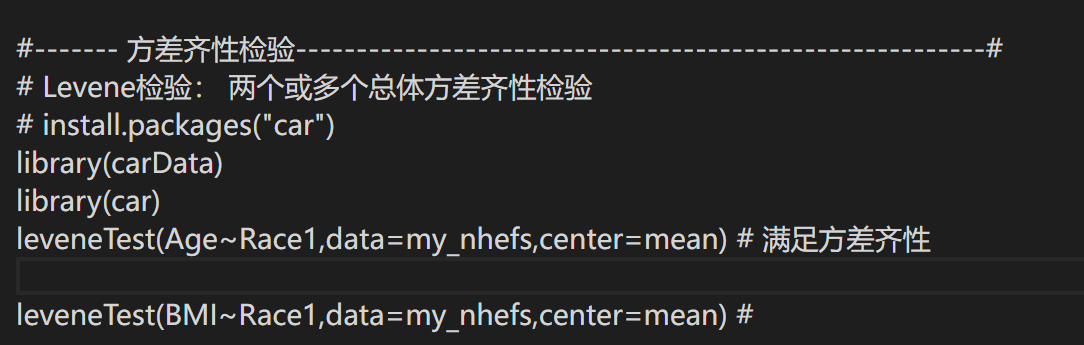 #------- 方差齐性检验---------------------------------------------------------#
# Levene检验： 两个或多个总体方差齐性检验
# install.packages("car")
library(carData)
library(car)
leveneTest(Age~Race1,data=my_nhefs,center=mean) # 满足方差齐性
leveneTest(BMI~Race1,data=my_nhefs,center=mean) #